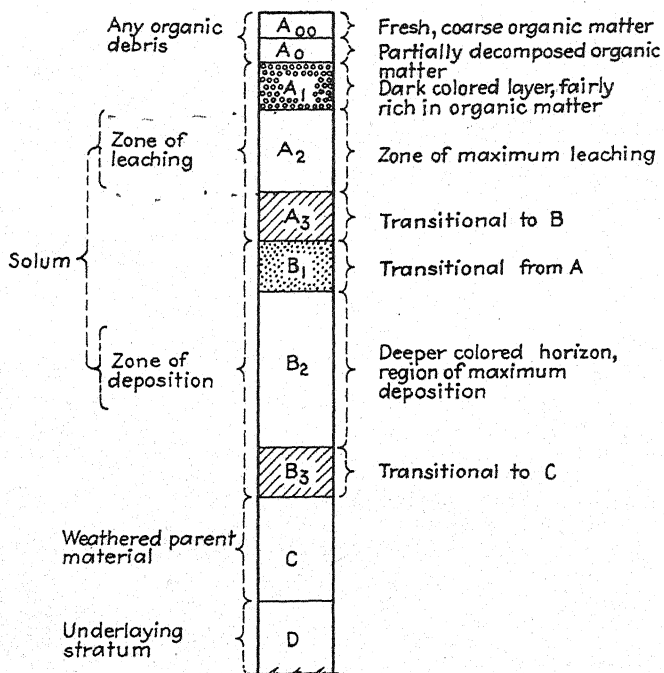 Any organic
debris
Zone of
leaching
Solum
Zone of
deposition
Weathered parent
material
Underlaying
stratum
A₀₀
A₀
A₁
A₂
A₃
B₁
B₂
B₃
C
D
Fresh, coarse organic matter
Partially decomposed organic
matter
Dark colored layer, fairly
rich in organic matter
Zone of maximum leaching
Transitional to B
Transitional from A
Deeper colored horizon,
region of maximum
deposition
Transitional to C